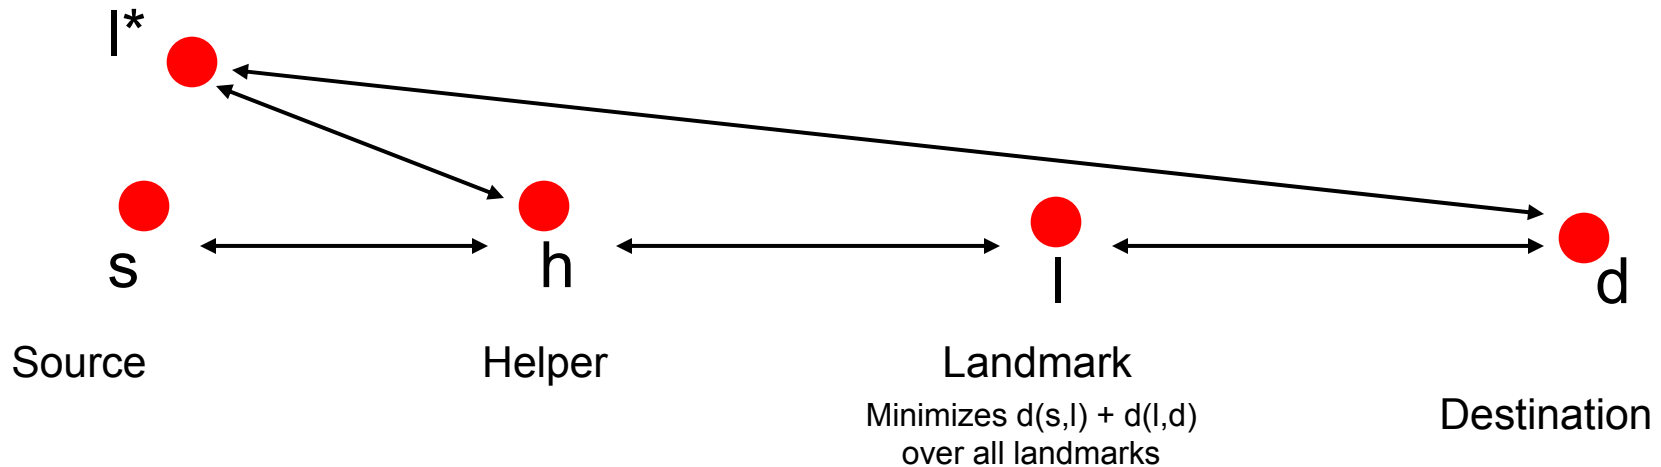 l*
s
h
l
d
Source
Helper
Landmark
Minimizes d(s,l) + d(l,d)
over all landmarks
Destination